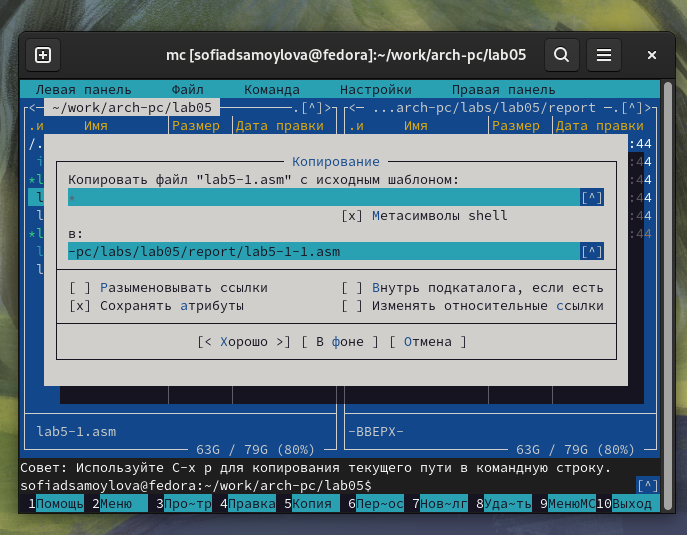 mc [sofiadsamoylova@fedora]:~/work/arch-pc/lab05
Левая панель Файл Команда Настройки Правая панель
<— ~/work/arch-pc/lab05 —.[^]> <— ...arch-pc/labs/lab05/report —.[^]>
.и Имя Размер Дата правки .и Имя Размер Дата правки
/. :44
Копирование
Копировать файл "lab5-1.asm" с исходным шаблоном:
* [^]
[x] Метасимволы shell
в:
-pc/labs/lab05/report/lab5-1-1.asm [^]
[ ] Разыменовывать ссылки [ ] Внутрь подкаталога, если есть
[x] Сохранять атрибуты [ ] Изменять относительные ссылки
[< Хорошо >] [ В фоне ] [ Отмена ]
lab5-1.asm -ВВЕРХ-
63G / 79G (80%) 63G / 79G (80%)
Совет: Используйте C-x p для копирования текущего пути в командную строку.
sofiadsamoylova@fedora:~/work/arch-pc/lab05$ [^]
1Помощь 2Меню 3Про~тр 4Правка 5Копия 6Пер~ос 7Нов~лг 8Уда~ть 9МенюMC 10Выход